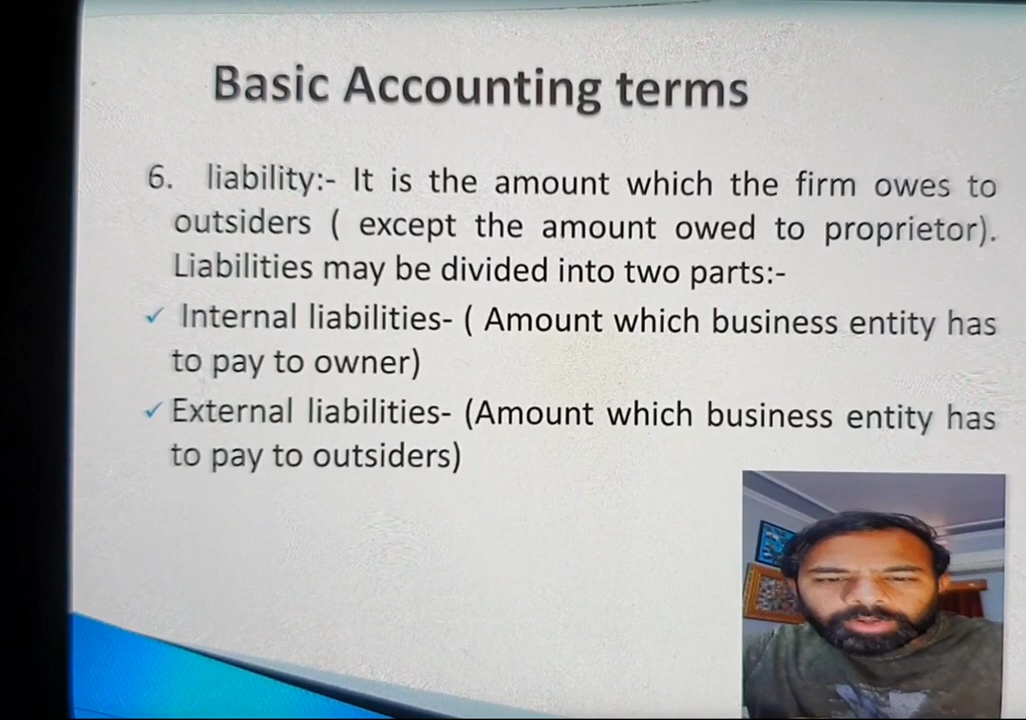 Basic Accounting terms
6. liability:- It is the amount which the firm owes to
outsiders ( except the amount owed to proprietor).
Liabilities may be divided into two parts:-
✓ Internal liabilities- ( Amount which business entity has
to pay to owner)
✓ External liabilities- (Amount which business entity has
to pay to outsiders)